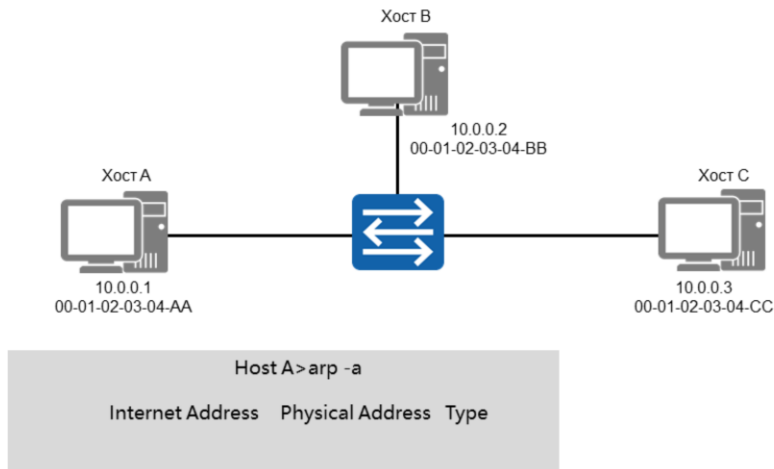 Хост B
10.0.0.2
00-01-02-03-04-BB
Хост A
Хост C
10.0.0.1
00-01-02-03-04-AA
10.0.0.3
00-01-02-03-04-CC
Host A>arp -a
Internet Address Physical Address Type